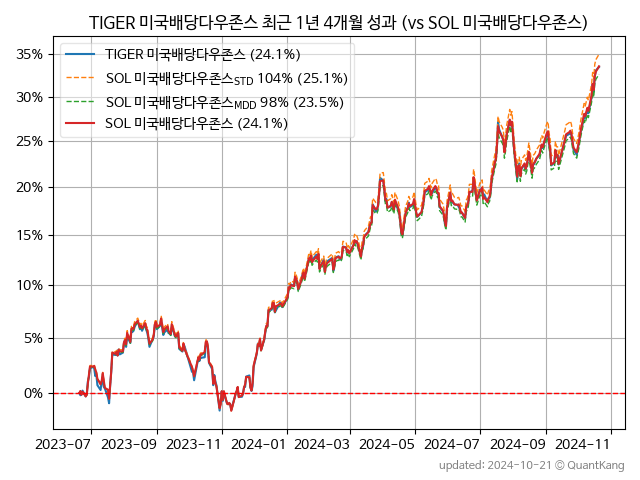 TIGER 미국배당다우존스 최근 1년 4개월 성과 (vs SOL 미국배당다우존스)
TIGER 미국배당다우존스 (24.1%)
SOL 미국배당다우존스STD 104% (25.1%)
SOL 미국배당다우존스MDD 98% (23.5%)
SOL 미국배당다우존스 (24.1%)
35%
30%
25%
20%
15%
10%
5%
0%
2023-07 2023-09 2023-11 2024-01 2024-03 2024-05 2024-07 2024-09 2024-11
updated: 2024-10-21 © QuantKang